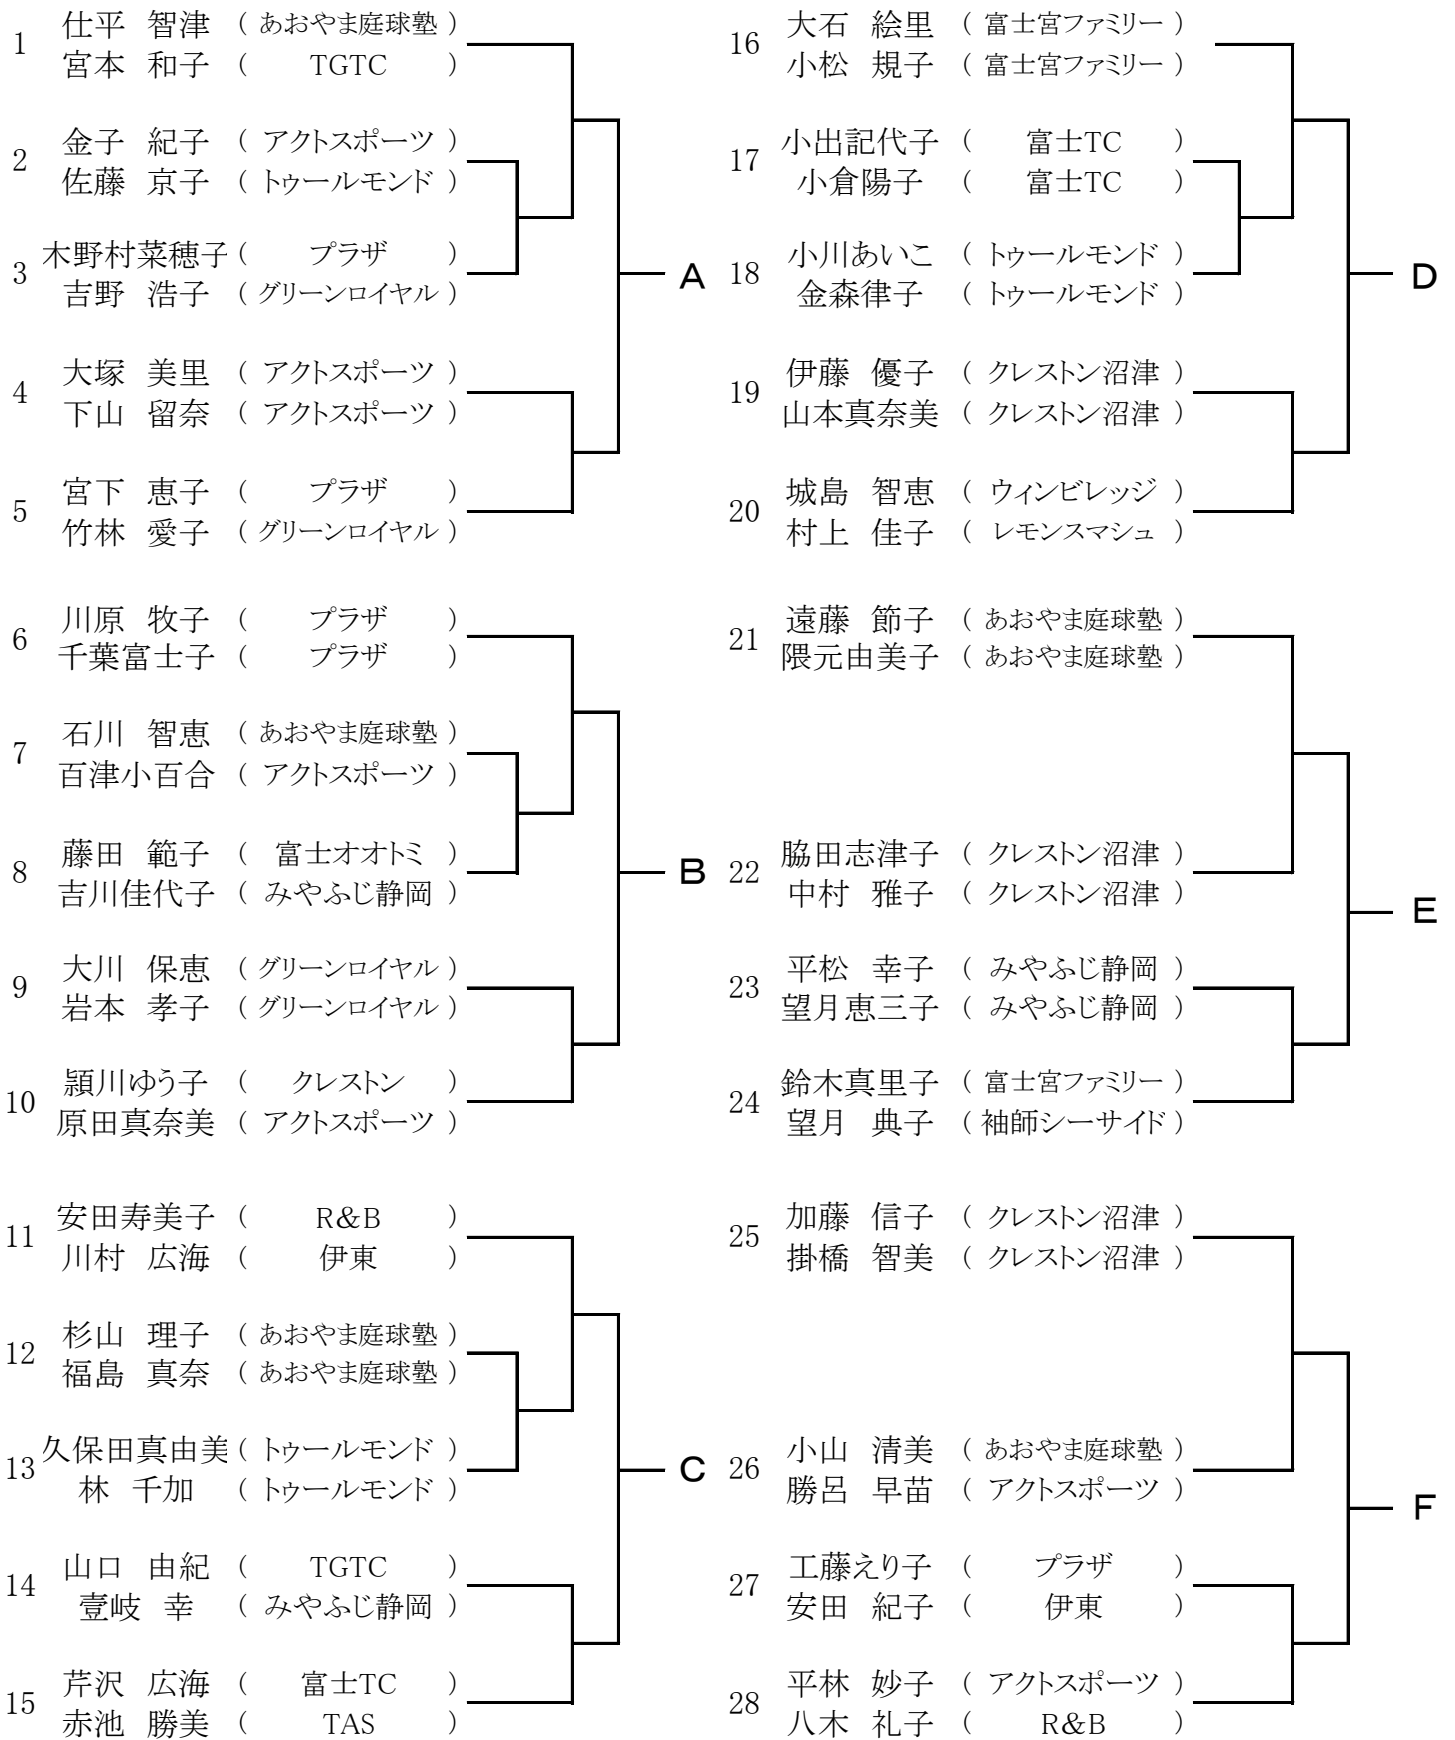 1 仕平 智津 ( あおやま庭球塾 )
宮本 和子 ( TGTC )
2 金子 紀子 ( アクトスポーツ )
佐藤 京子 ( トゥールモンド )
3 木野村菜穂子 ( プラザ )
吉野 浩子 ( グリーンロイヤル )
4 大塚 美里 ( アクトスポーツ )
下山 留奈 ( アクトスポーツ )
5 宮下 恵子 ( プラザ )
竹林 愛子 ( グリーンロイヤル )
A
6 川原 牧子 ( プラザ )
千葉富士子 ( プラザ )
7 石川 智恵 ( あおやま庭球塾 )
百津小百合 ( アクトスポーツ )
8 藤田 範子 ( 富士オオトミ )
吉川佳代子 ( みやふじ静岡 )
9 大川 保恵 ( グリーンロイヤル )
岩本 孝子 ( グリーンロイヤル )
10 頴川ゆう子 ( クレストン )
原田真奈美 ( アクトスポーツ )
B
11 安田寿美子 ( R&B )
川村 広海 ( 伊東 )
12 杉山 理子 ( あおやま庭球塾 )
福島 真奈 ( あおやま庭球塾 )
13 久保田真由美 ( トゥールモンド )
林 千加 ( トゥールモンド )
14 山口 由紀 ( TGTC )
壹岐 幸 ( みやふじ静岡 )
15 芹沢 広海 ( 富士TC )
赤池 勝美 ( TAS )
C
16 大石 絵里 ( 富士宮ファミリー )
小松 規子 ( 富士宮ファミリー )
17 小出記代子 ( 富士TC )
小倉陽子 ( 富士TC )
18 小川あいこ ( トゥールモンド )
金森律子 ( トゥールモンド )
19 伊藤 優子 ( クレストン沼津 )
山本真奈美 ( クレストン沼津 )
20 城島 智恵 ( ウィンビレッジ )
村上 佳子 ( レモンスマシュ )
D
21 遠藤 節子 ( あおやま庭球塾 )
隈元由美子 ( あおやま庭球塾 )
22 脇田志津子 ( クレストン沼津 )
中村 雅子 ( クレストン沼津 )
23 平松 幸子 ( みやふじ静岡 )
望月恵三子 ( みやふじ静岡 )
24 鈴木真里子 ( 富士宮ファミリー )
望月 典子 ( 袖師シーサイド )
E
25 加藤 信子 ( クレストン沼津 )
掛橋 智美 ( クレストン沼津 )
26 小山 清美 ( あおやま庭球塾 )
勝呂 早苗 ( アクトスポーツ )
27 工藤えり子 ( プラザ )
安田 紀子 ( 伊東 )
28 平林 妙子 ( アクトスポーツ )
八木 礼子 ( R&B )
F